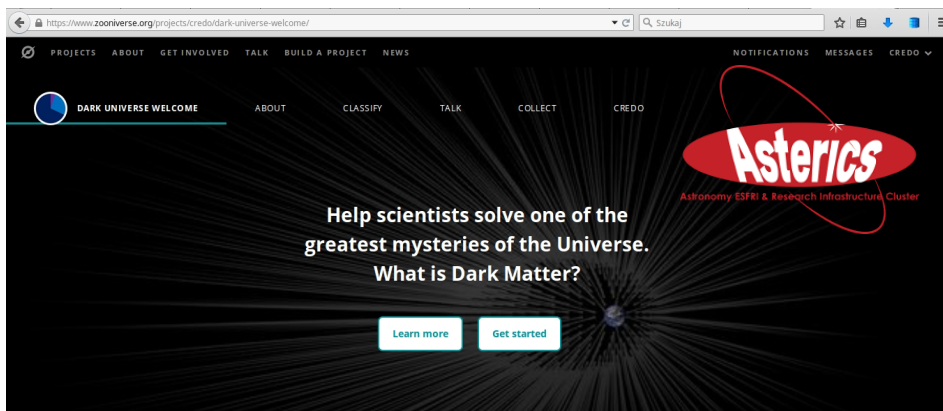 https://www.zooniverse.org/projects/credo/dark-universe-welcome/
Szukaj
PROJECTS ABOUT GET INVOLVED TALK BUILD A PROJECT NEWS
NOTIFICATIONS MESSAGES CREDO
DARK UNIVERSE WELCOME
ABOUT CLASSIFY TALK COLLECT CREDO
Asterics
Astronomy ESFRI & Research Infrastructure Cluster
Help scientists solve one of the
greatest mysteries of the Universe.
What is Dark Matter?
Learn more
Get started